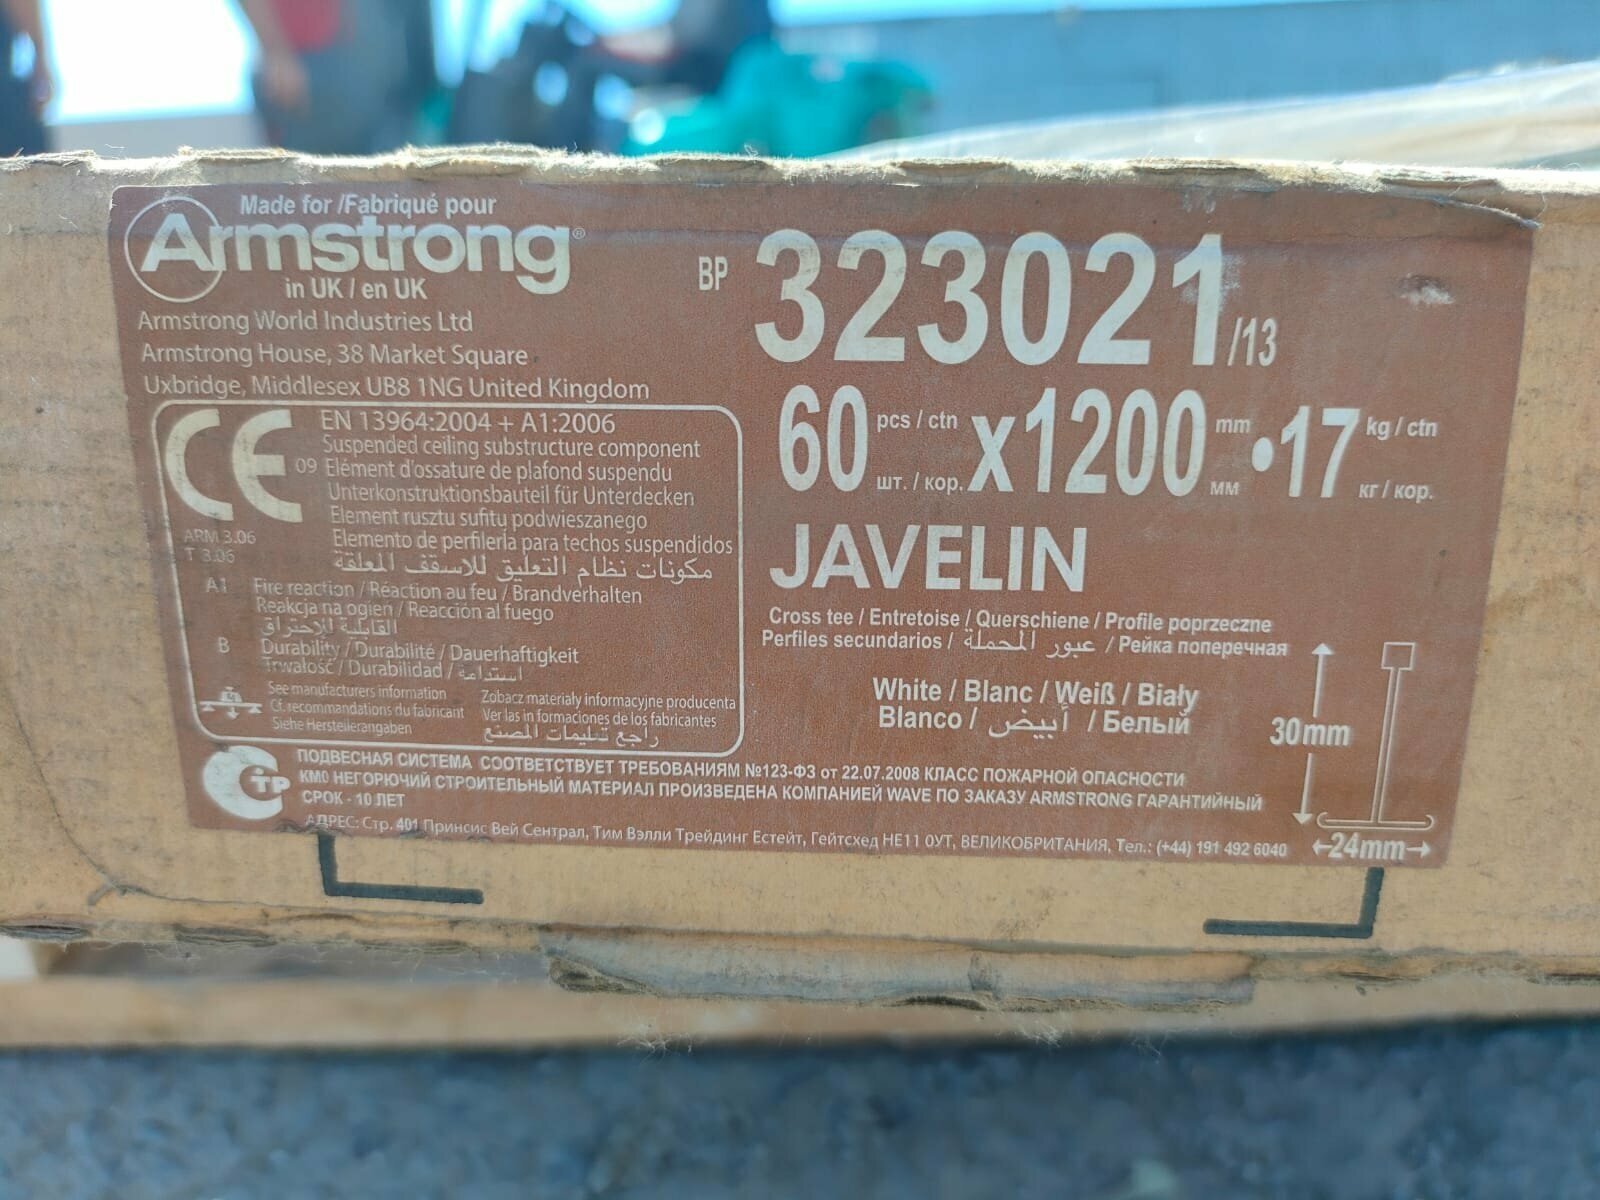 Made for /Fabriqué pour
Armstrong®
in UK / en UK
Armstrong World Industries Ltd
Armstrong House, 38 Market Square
Uxbridge, Middlesex UB8 1NG United Kingdom
CE
EN 13964:2004 + A1:2006
Suspended ceiling substructure component
09 Elément d'ossature de plafond suspendu
Unterkonstruktionsbauteil für Unterdecken
Element rusztu sufitų podwieszanego
ARM 3.06
Elemento de perfilería para techos suspendidos
T 3.06
مكونات نظام التعليق للاسقف المعلقة
A1 Fire reaction / Réaction au feu / Brandverhalten
Reakcja na ogień / Reacción al fuego
القابلية للإحتراق
B Durability / Durabilité / Dauerhaftigkeit
Trwałość / Durabilidad / استدامة
See manufacturers information
Cf. recommandations du fabricant
Siehe Herstellerangaben
Zobacz materiały informacyjne producenta
Ver las in formaciones de los fabricantes
راجع تعليمات المصنع
BP 323021/13
60 pcs / ctn x1200 mm •17 kg / ctn
шт. / кор. мм кг / кор.
JAVELIN
Cross tee / Entretoise / Querschiene / Profile poprzeczne
Perfiles secundarios / عبور المحملة / Рейка поперечная
White / Blanc / Weiß / Biały
Blanco / أبيض / Белый
30mm
24mm
ПОДВЕСНАЯ СИСТЕМА СООТВЕТСТВУЕТ ТРЕБОВАНИЯМ №123-ФЗ от 22.07.2008 КЛАСС ПОЖАРНОЙ ОПАСНОСТИ
КМ0 НЕГОРЮЧИЙ СТРОИТЕЛЬНЫЙ МАТЕРИАЛ ПРОИЗВЕДЕНА КОМПАНИЕЙ WAVE ПО ЗАКАЗУ ARMSTRONG ГАРАНТИЙНЫЙ
СРОК - 10 ЛЕТ
АДРЕС: Стр. 401 Принсис Вей Сентрал, Тим Вэлли Трейдинг Естейт, Гейтсхед НЕ11 0УТ, ВЕЛИКОБРИТАНИЯ, Тел.: (+44) 191 492 6040